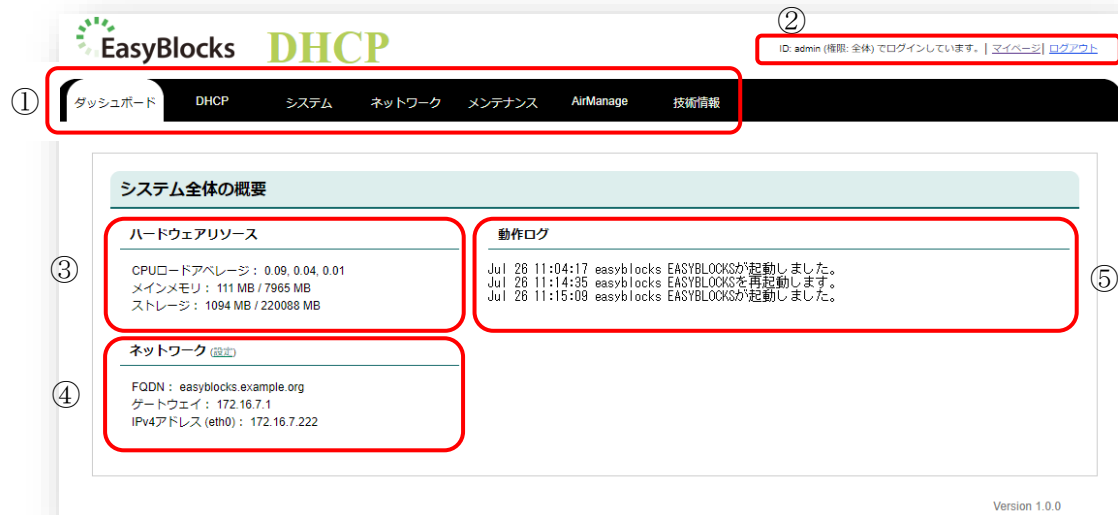 ②
EasyBlocks DHCP
ID: admin (権限: 全体) でログインしています。| マイページ| ログアウト
①
ダッシュボード DHCP システム ネットワーク メンテナンス AirManage 技術情報
システム全体の概要
ハードウェアリソース
動作ログ
③
CPUロードアベレージ： 0.09, 0.04, 0.01
メインメモリ： 111 MB / 7965 MB
ストレージ： 1094 MB / 220088 MB
Jul 26 11:04:17 easyblocks EASYBLOCKSが起動しました。
Jul 26 11:14:35 easyblocks EASYBLOCKSを再起動します。
Jul 26 11:15:09 easyblocks EASYBLOCKSが起動しました。
⑤
ネットワーク (設定)
④
FQDN： easyblocks.example.org
ゲートウェイ： 172.16.7.1
IPv4アドレス (eth0)： 172.16.7.222
Version 1.0.0